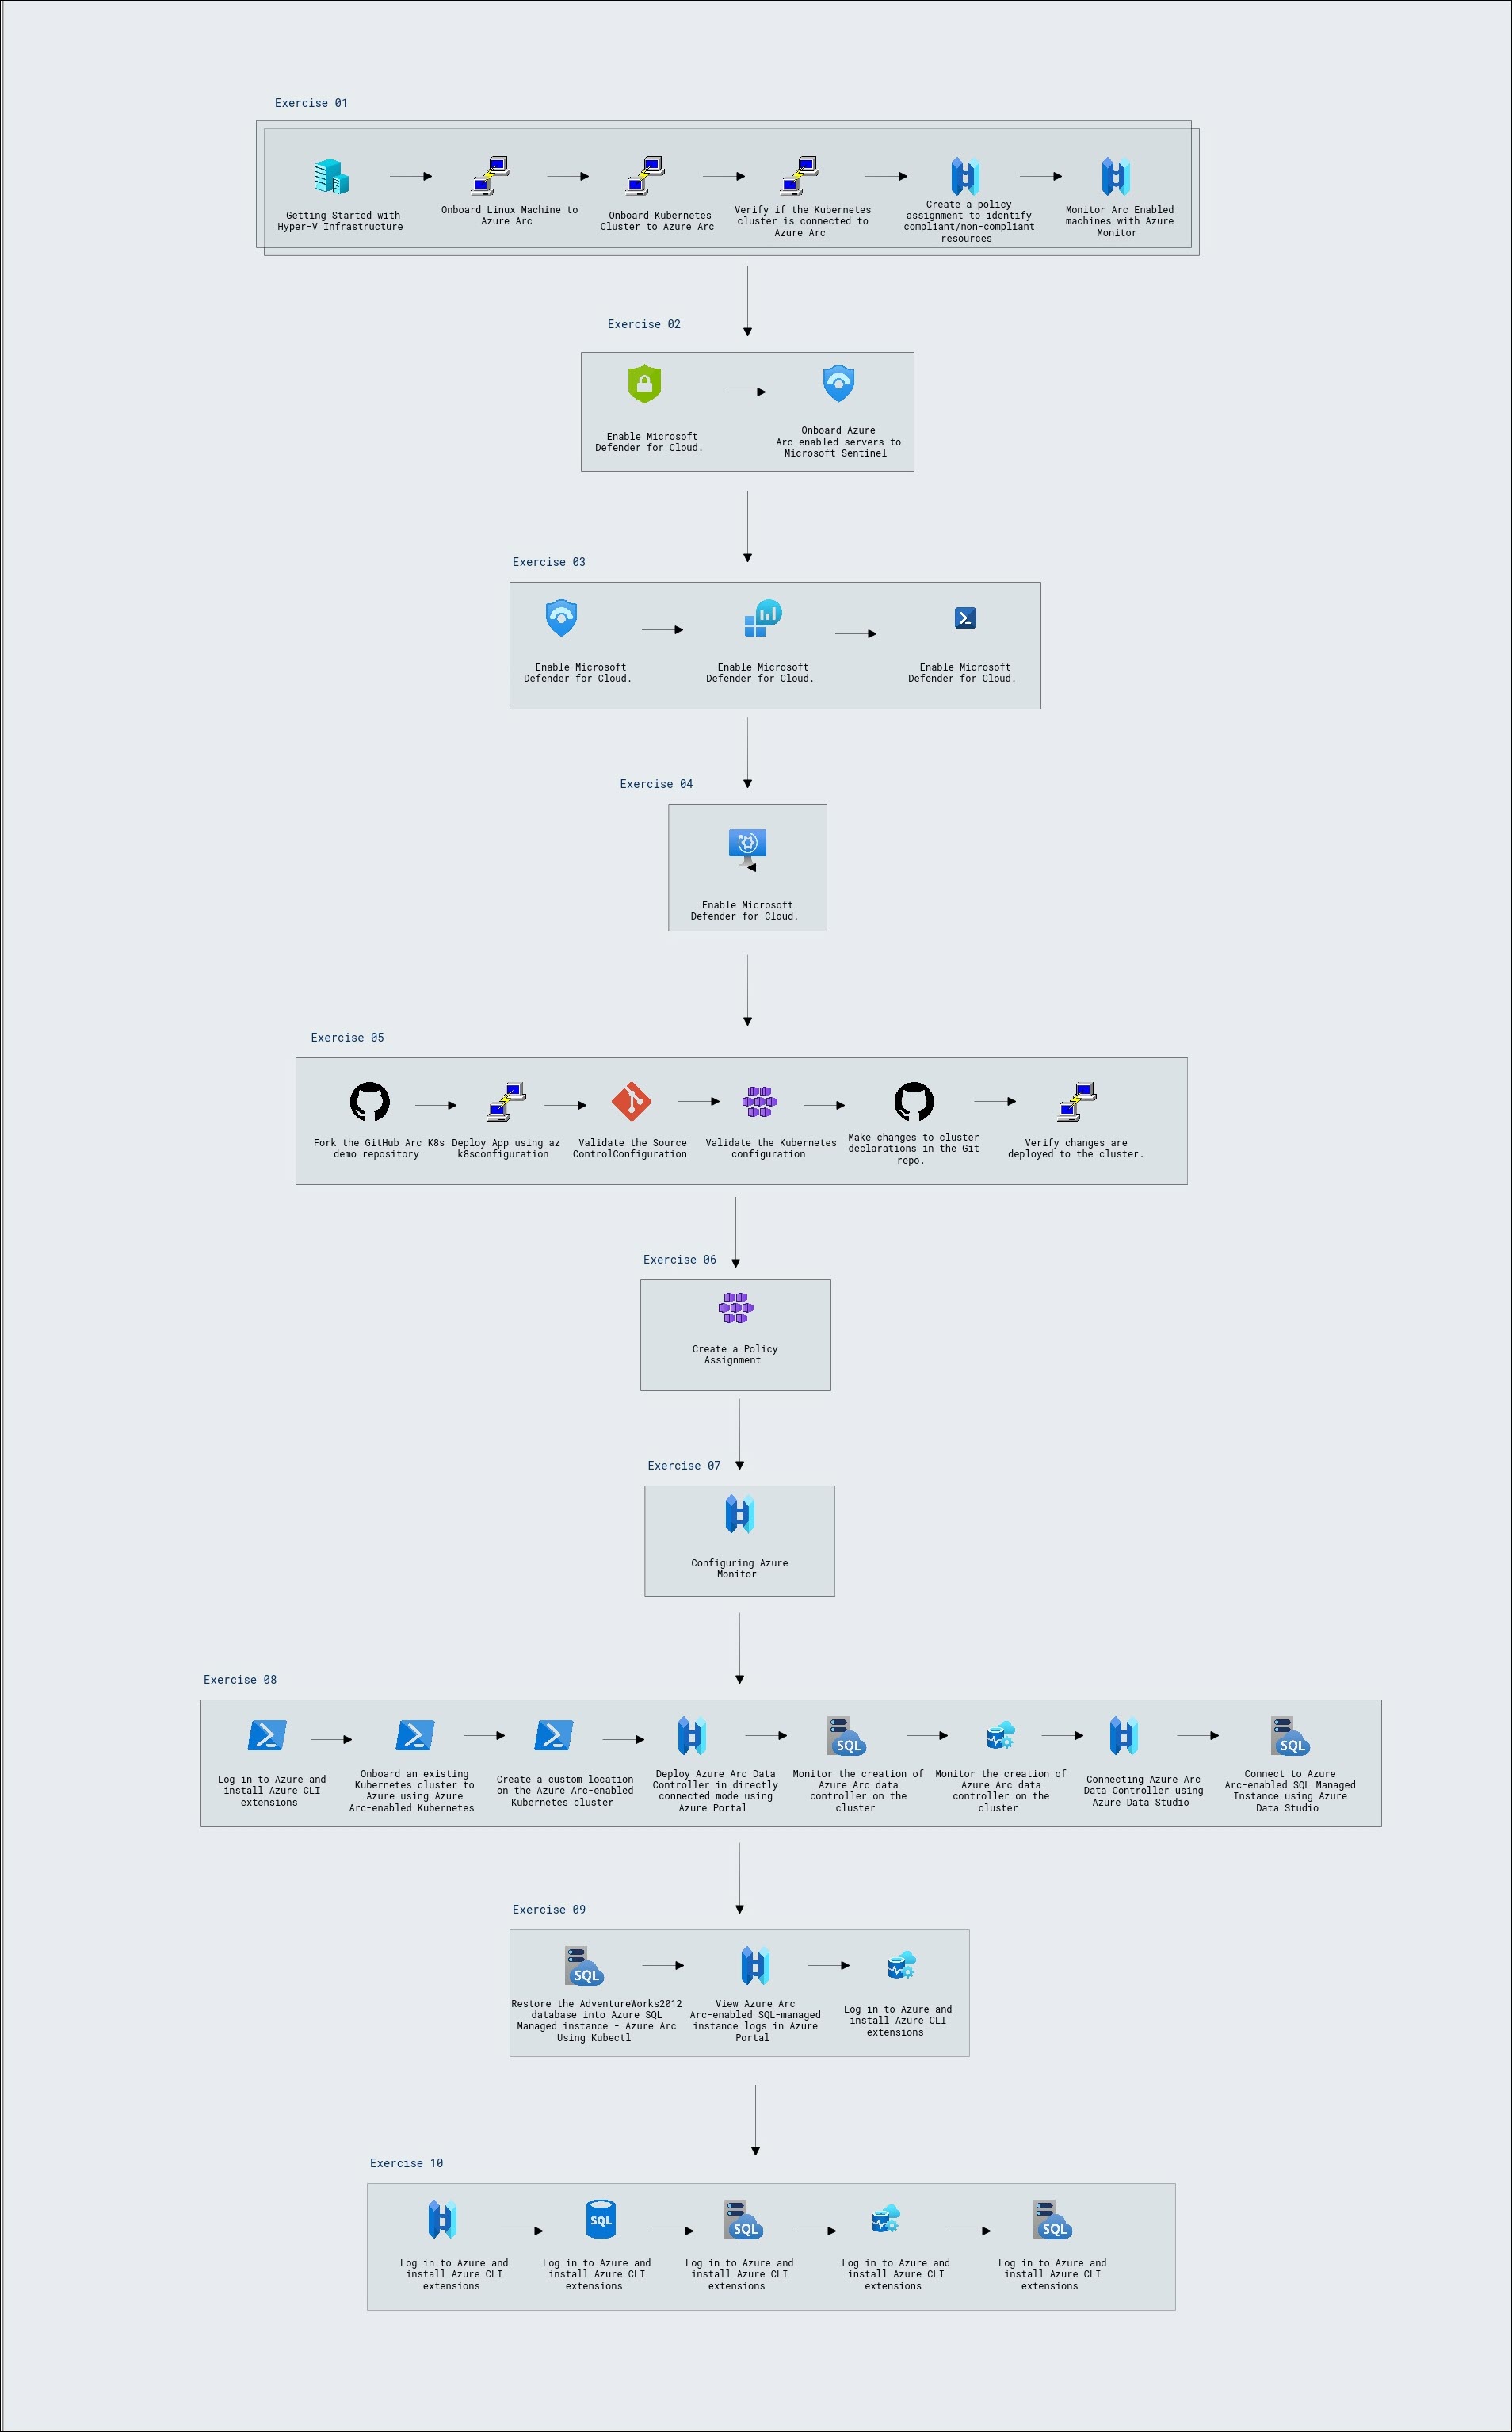 Exercise 01
Getting Started with
Hyper-V Infrastructure
Onboard Linux Machine to
Azure Arc
Onboard Kubernetes
Cluster to Azure Arc
Verify if the Kubernetes
cluster is connected to
Azure Arc
Create a policy
assignment to identify
compliant/non-compliant
resources
Monitor Arc Enabled
machines with Azure
Monitor
Exercise 02
Enable Microsoft
Defender for Cloud.
Onboard Azure
Arc-enabled servers to
Microsoft Sentinel
Exercise 03
Enable Microsoft
Defender for Cloud.
Enable Microsoft
Defender for Cloud.
Enable Microsoft
Defender for Cloud.
Exercise 04
Enable Microsoft
Defender for Cloud.
Exercise 05
Fork the GitHub Arc K8s
demo repository
Deploy App using az
k8sconfiguration
Validate the Source
ControlConfiguration
Validate the Kubernetes
configuration
Make changes to cluster
declarations in the Git
repo.
Verify changes are
deployed to the cluster.
Exercise 06
Create a Policy
Assignment
Exercise 07
Configuring Azure
Monitor
Exercise 08
Log in to Azure and
install Azure CLI
extensions
Onboard an existing
Kubernetes cluster to
Azure using Azure
Arc-enabled Kubernetes
Create a custom location
on the Azure Arc-enabled
Kubernetes cluster
Deploy Azure Arc Data
Controller in directly
connected mode using
Azure Portal
SQL
Monitor the creation of
Azure Arc data
controller on the
cluster
Monitor the creation of
Azure Arc data
controller on the
cluster
Connecting Azure Arc
Data Controller using
Azure Data Studio
SQL
Connect to Azure
Arc-enabled SQL Managed
Instance using Azure
Data Studio
Exercise 09
SQL
Restore the AdventureWorks2012
database into Azure SQL
Managed instance - Azure Arc
Using Kubectl
View Azure Arc
Arc-enabled SQL-managed
instance logs in Azure
Portal
Log in to Azure and
install Azure CLI
extensions
Exercise 10
Log in to Azure and
install Azure CLI
extensions
SQL
Log in to Azure and
install Azure CLI
extensions
SQL
Log in to Azure and
install Azure CLI
extensions
Log in to Azure and
install Azure CLI
extensions
SQL
Log in to Azure and
install Azure CLI
extensions